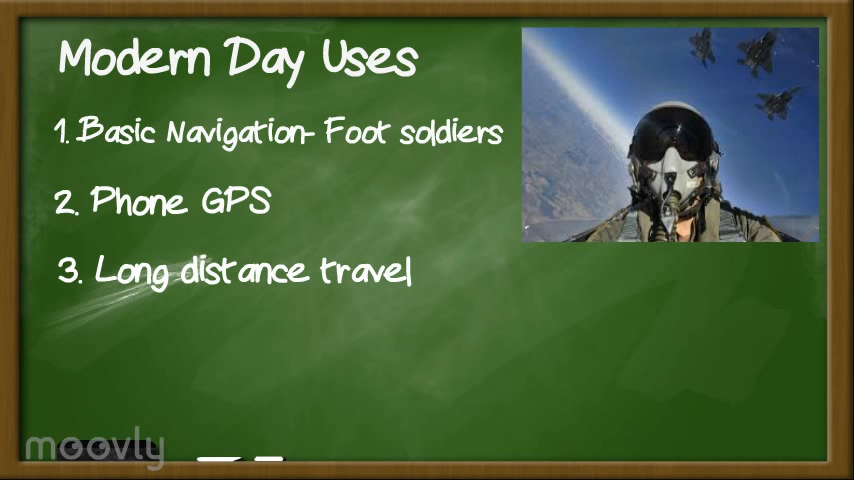 Modern Day Uses
1. Basic Navigation- Foot soldiers
2. Phone GPS
3. Long distance travel
moovly